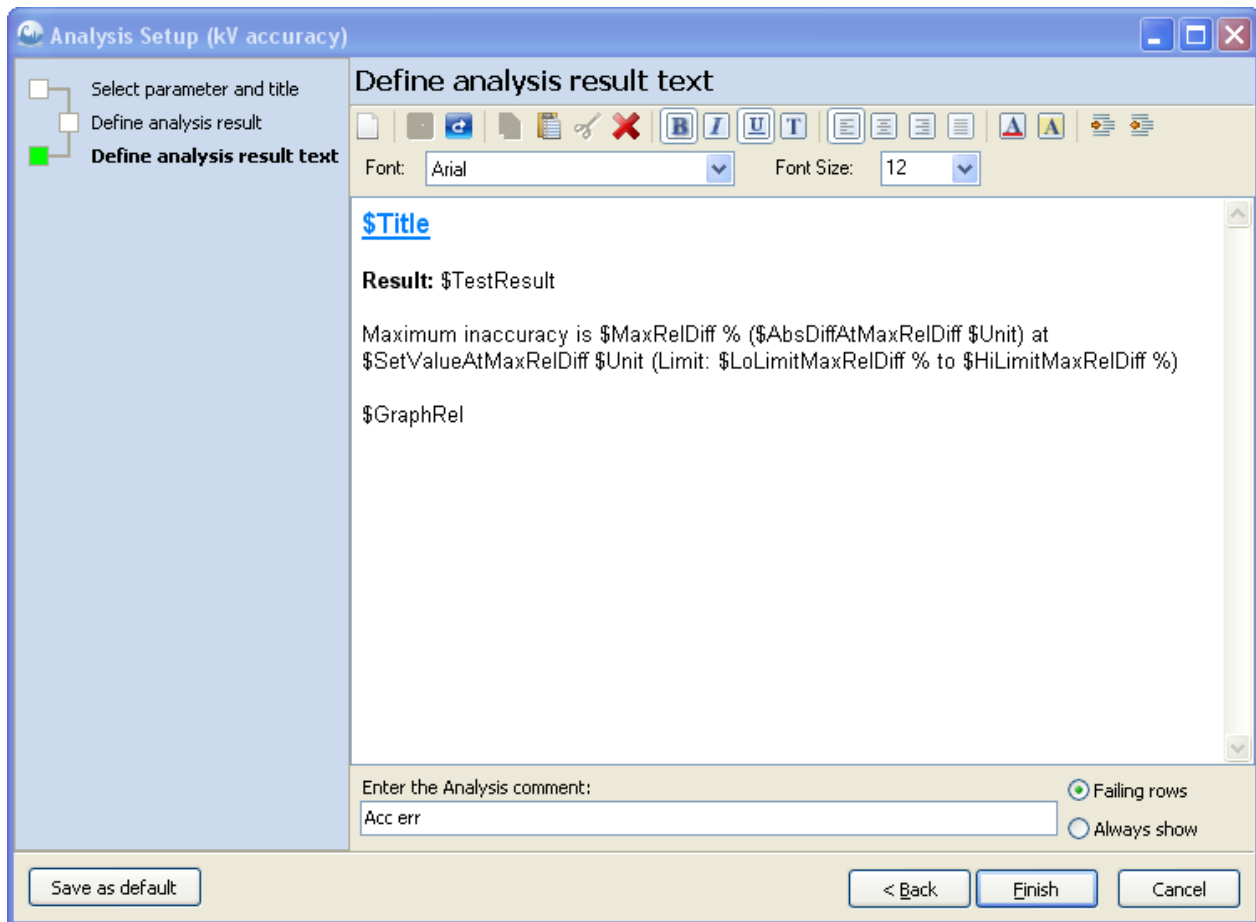 Analysis Setup (kV accuracy)
Select parameter and title
Define analysis result
Define analysis result text
Define analysis result text
B I U T A A
Font: Arial Font Size: 12
$Title
Result: $TestResult
Maximum inaccuracy is $MaxRelDiff % ($AbsDiffAtMaxRelDiff $Unit) at
$SetValueAtMaxRelDiff $Unit (Limit: $LoLimitMaxRelDiff % to $HiLimitMaxRelDiff %)
$GraphRel
Enter the Analysis comment:
Acc err
Failing rows
Always show
Save as default
< Back
Finish
Cancel